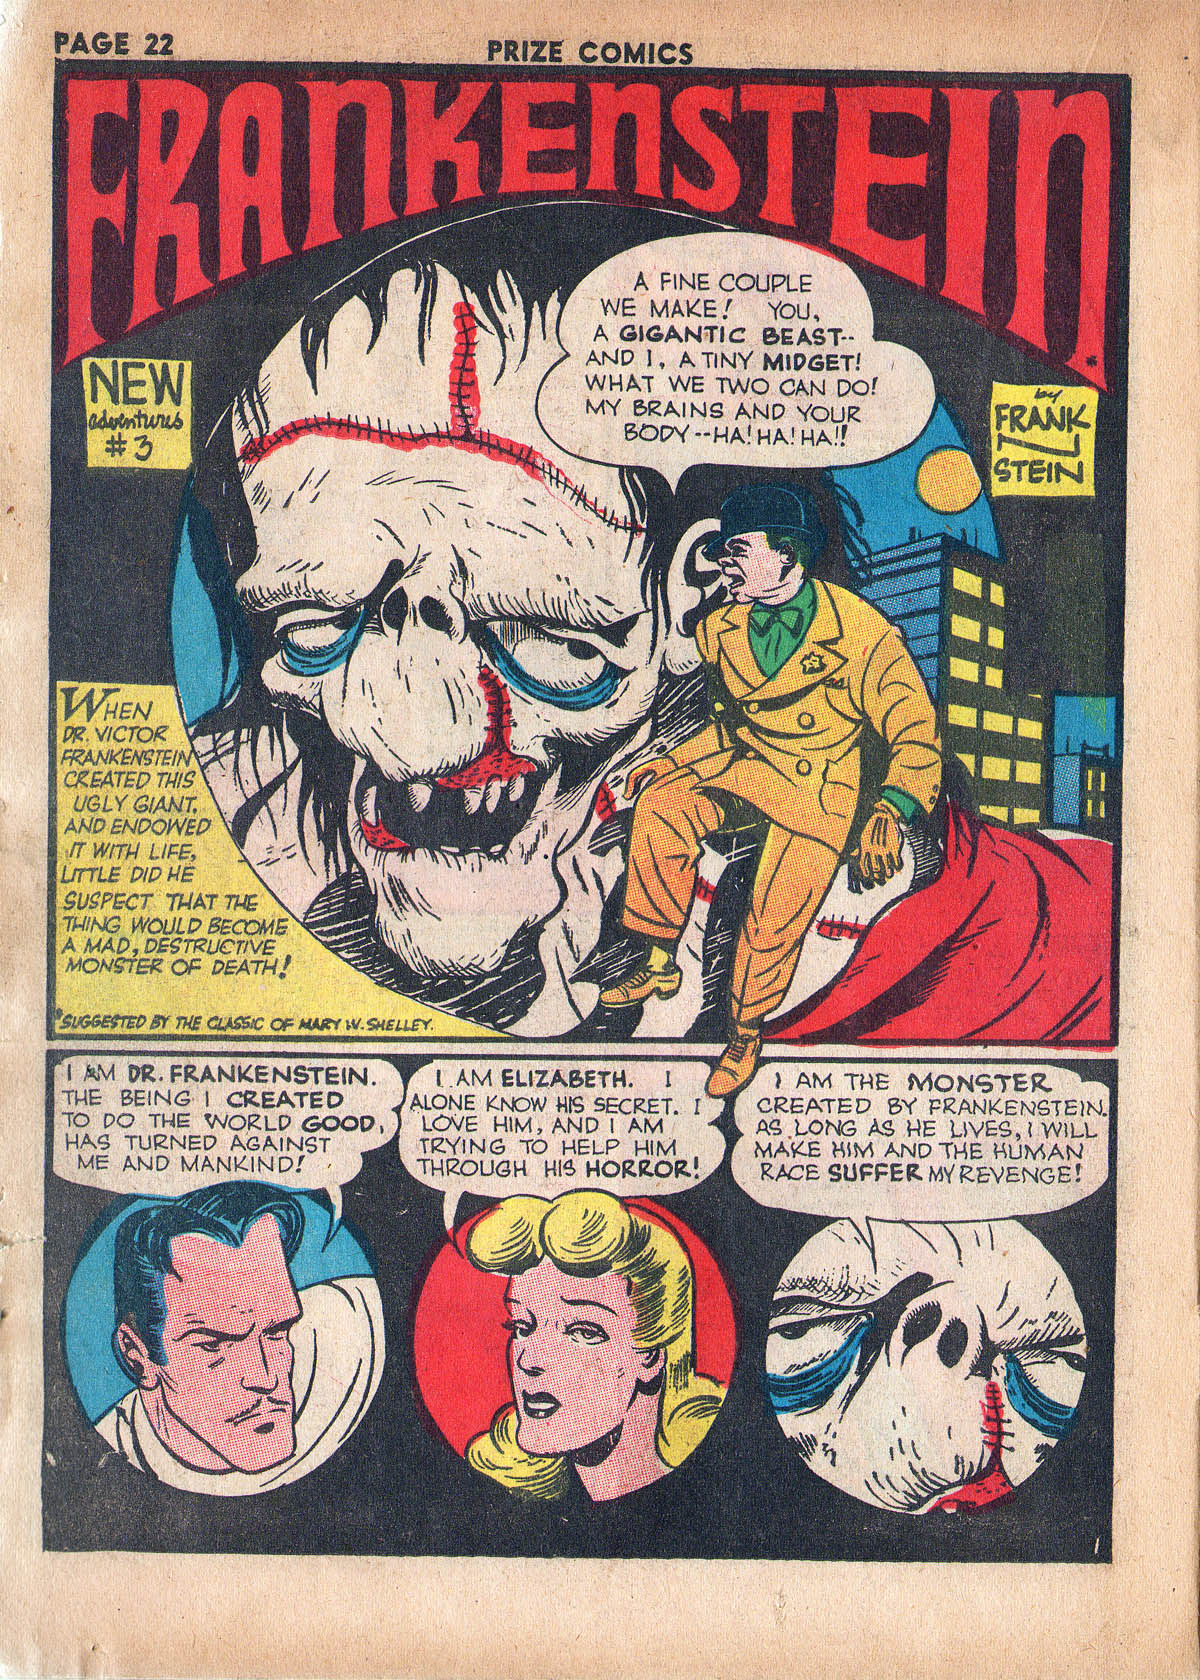 PAGE 22
PRIZE COMICS
FRANKENSTEIN.
NEW
adventures
#3
A FINE COUPLE
WE MAKE! YOU,
A GIGANTIC BEAST--
AND I, A TINY MIDGET!
WHAT WE TWO CAN DO!
MY BRAINS AND YOUR
BODY--HA! HA! HA!!
by
FRANK
STEIN
WHEN
DR. VICTOR
FRANKENSTEIN
CREATED THIS
UGLY GIANT,
AND ENDOWED
IT WITH LIFE,
LITTLE DID HE
SUSPECT THAT THE
THING WOULD BECOME
A MAD, DESTRUCTIVE
MONSTER OF DEATH!
*SUGGESTED BY THE CLASSIC OF MARY W. SHELLEY.
I AM DR. FRANKENSTEIN.
THE BEING I CREATED
TO DO THE WORLD GOOD,
HAS TURNED AGAINST
ME AND MANKIND!
I AM ELIZABETH. I
ALONE KNOW HIS SECRET. I
LOVE HIM, AND I AM
TRYING TO HELP HIM
THROUGH HIS HORROR!
I AM THE MONSTER
CREATED BY FRANKENSTEIN.
AS LONG AS HE LIVES, I WILL
MAKE HIM AND THE HUMAN
RACE SUFFER MY REVENGE!
1